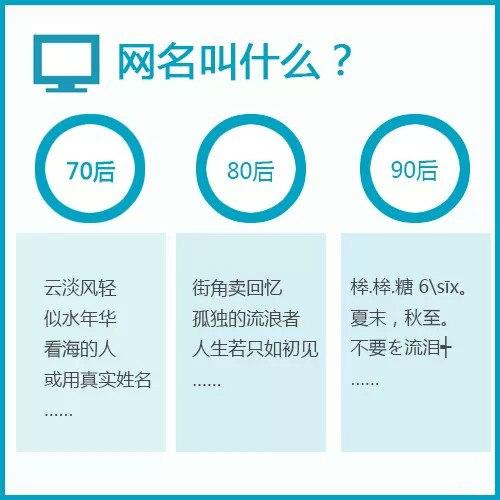 网名叫什么？
70后
80后
90后
云淡风轻
似水年华
看海的人
或用真实姓名
……
街角卖回忆
孤独的流浪者
人生若只如初见
……
桙.桙.糖 6\sīx。
夏末，秋至。
不要を流泪╇
……